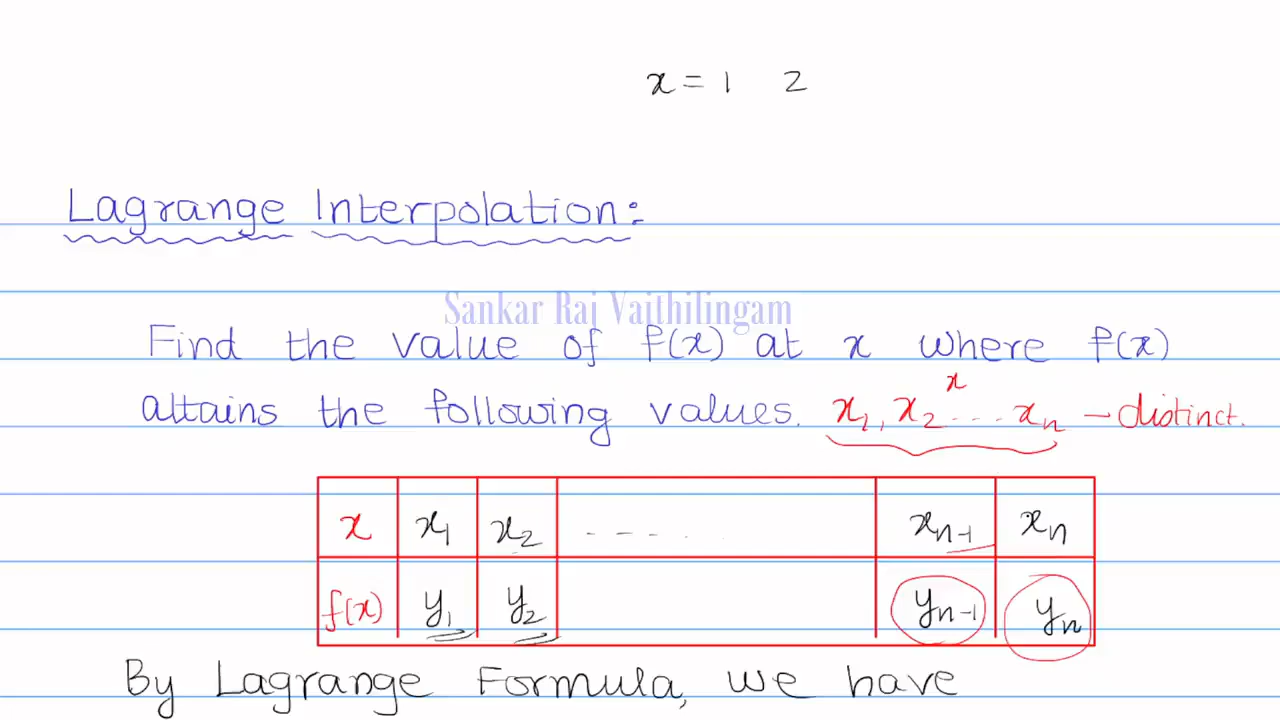 x = 1 2
Lagrange Interpolation:
Sankar Raj Vaithilingam
Find the value of f(x) at x where f(x)
x
attains the following values. x₁, x₂ ... xₙ – distinct.
x x₁ x₂ ----- xₙ₋₁ xₙ
f(x) y₁ y₂ yₙ₋₁ yₙ
By Lagrange Formula, we have